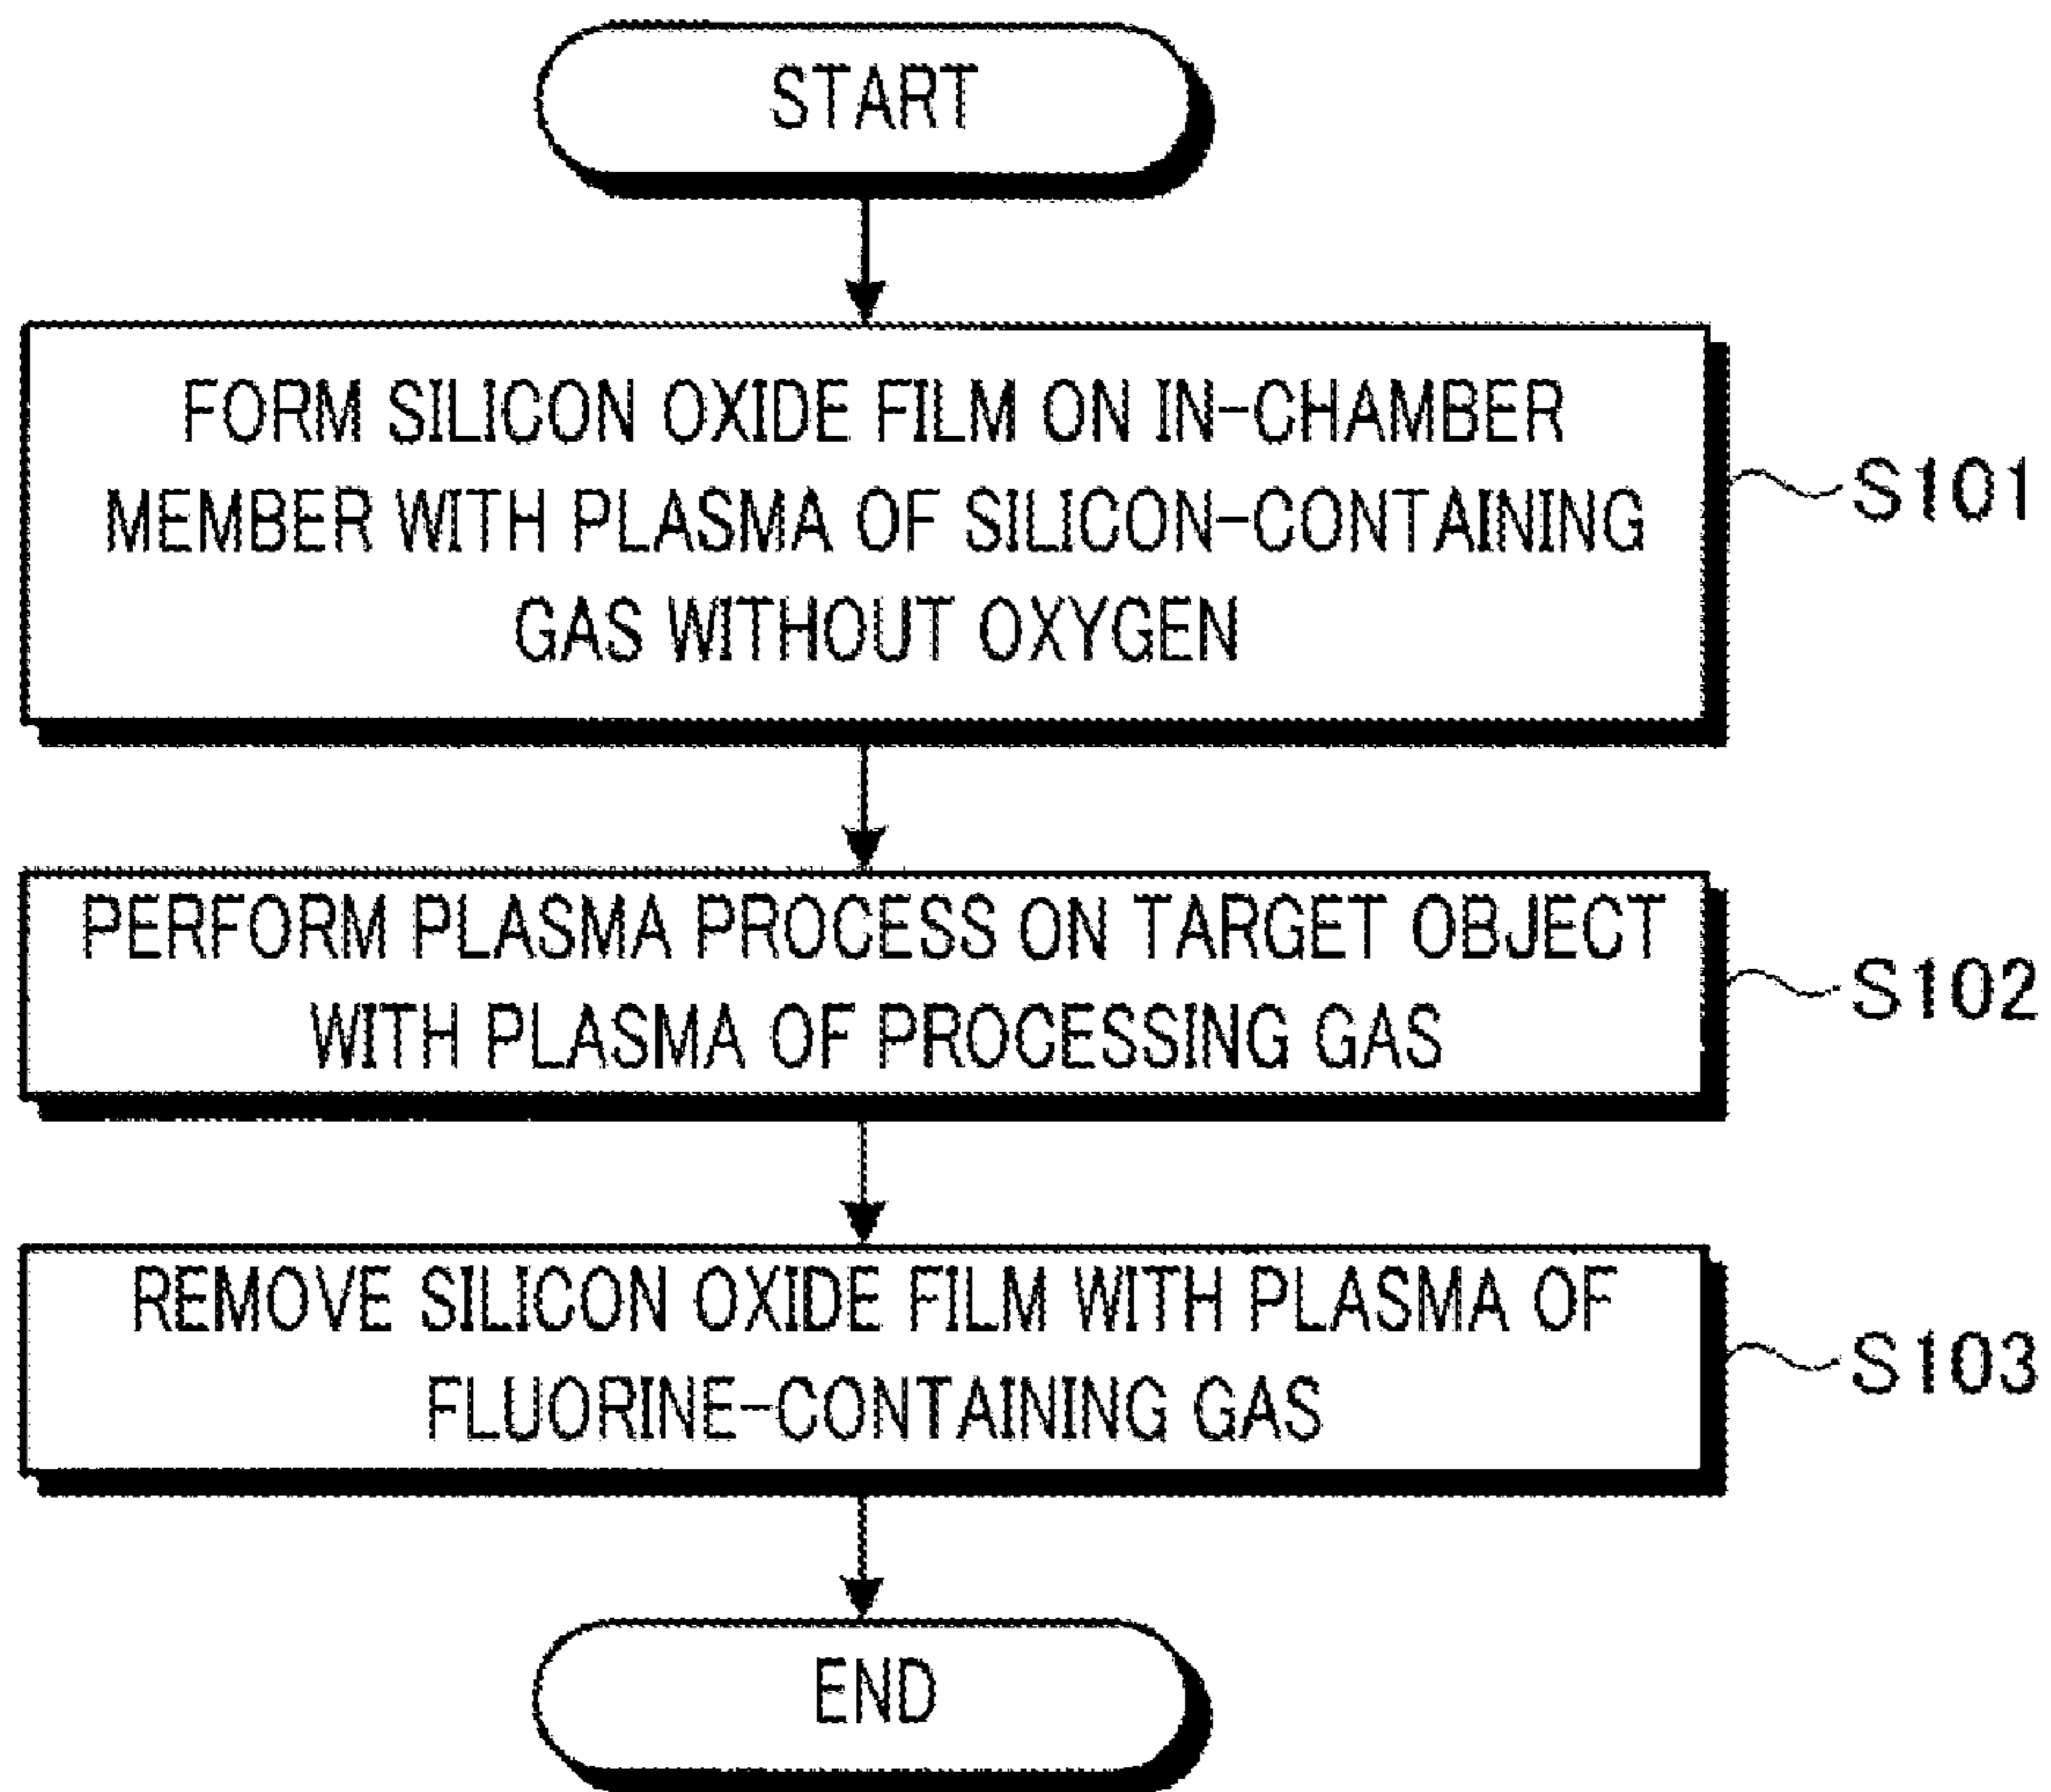 START
FORM SILICON OXIDE FILM ON IN-CHAMBER
MEMBER WITH PLASMA OF SILICON-CONTAINING
GAS WITHOUT OXYGEN
S101
PERFORM PLASMA PROCESS ON TARGET OBJECT
WITH PLASMA OF PROCESSING GAS
S102
REMOVE SILICON OXIDE FILM WITH PLASMA OF
FLUORINE-CONTAINING GAS
S103
END